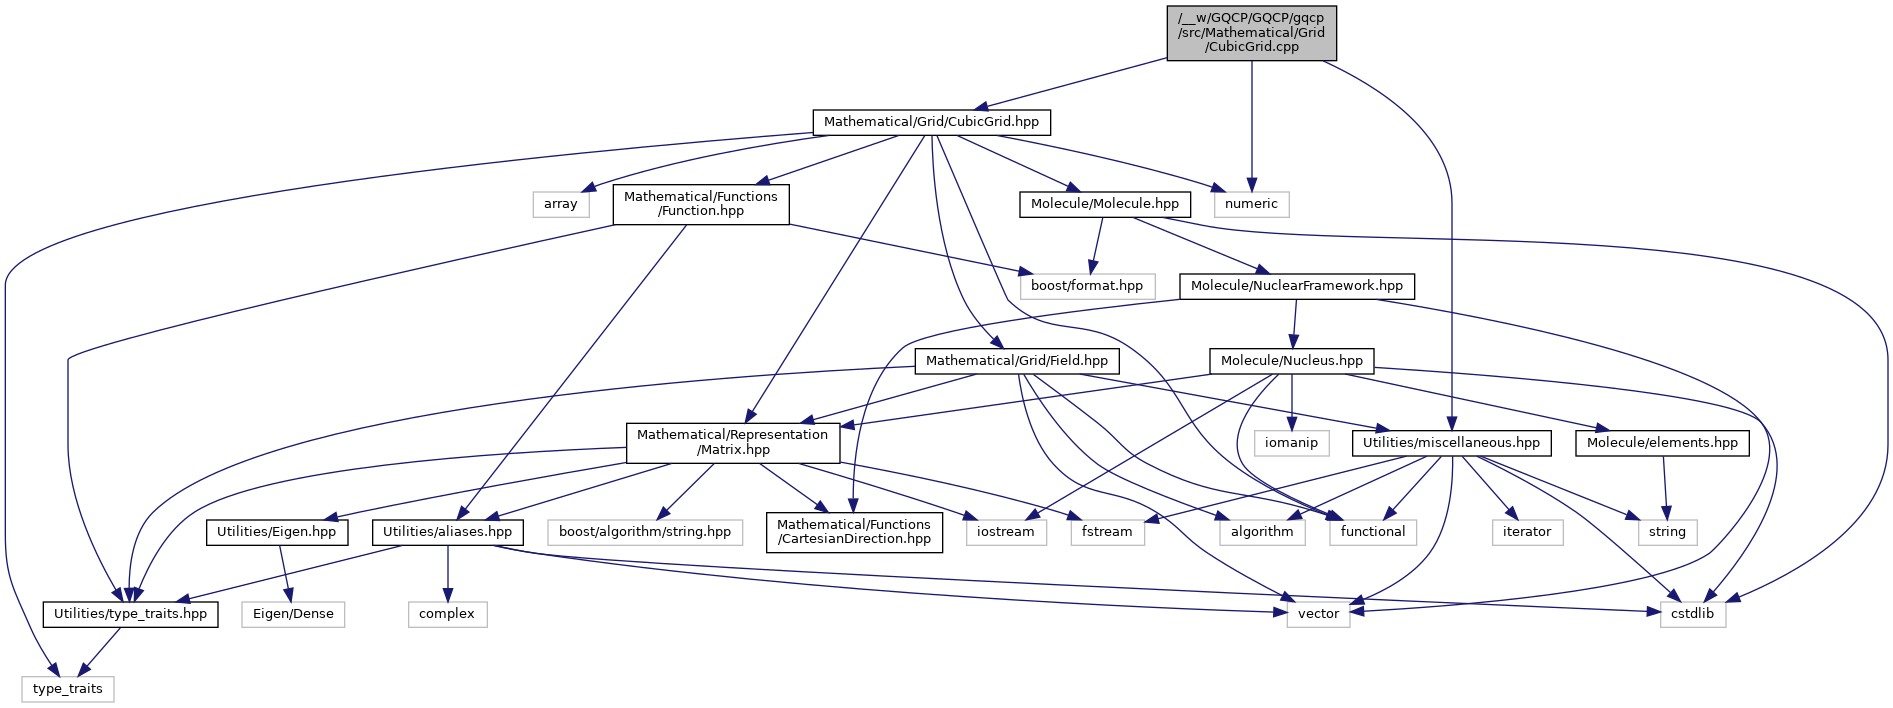 /__w/GQCP/GQCP/gqcp
/src/Mathematical/Grid
/CubicGrid.cpp
Mathematical/Grid/CubicGrid.hpp
array
Mathematical/Functions
/Function.hpp
Molecule/Molecule.hpp
numeric
boost/format.hpp
Molecule/NuclearFramework.hpp
Mathematical/Grid/Field.hpp
Molecule/Nucleus.hpp
Mathematical/Representation
/Matrix.hpp
iomanip
Utilities/miscellaneous.hpp
Molecule/elements.hpp
Utilities/Eigen.hpp
Utilities/aliases.hpp
boost/algorithm/string.hpp
Mathematical/Functions
/CartesianDirection.hpp
iostream
fstream
algorithm
functional
iterator
string
Utilities/type_traits.hpp
Eigen/Dense
complex
vector
cstdlib
type_traits